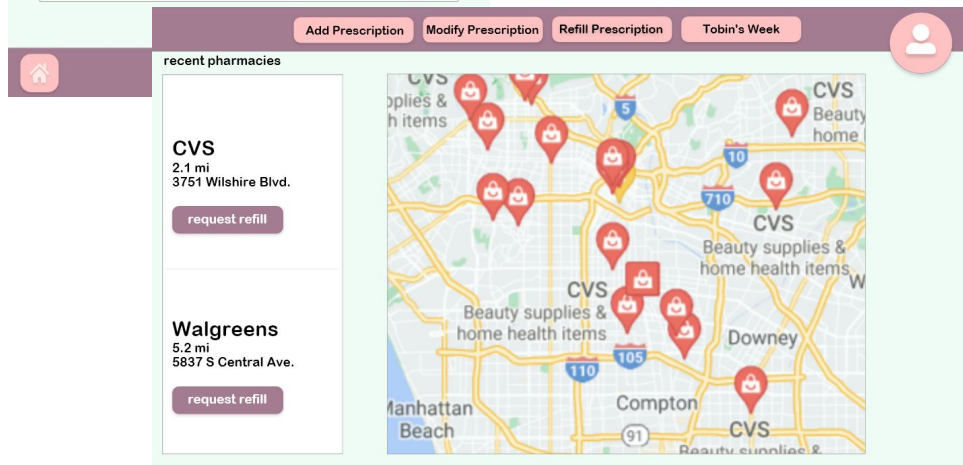 Add Prescription
Modify Prescription
Refill Prescription
Tobin's Week
recent pharmacies
CVS
2.1 mi
3751 Wilshire Blvd.
request refill
Walgreens
5.2 mi
5837 S Central Ave.
request refill
CVS
pplies &
h items
5
CVS
Beauty
home
10
710
CVS
Beauty supplies &
home health items
W
CVS
Beauty supplies &
home health items
Downey
105
110
Manhattan
Beach
Compton
91
CVS
Beauty supplies &